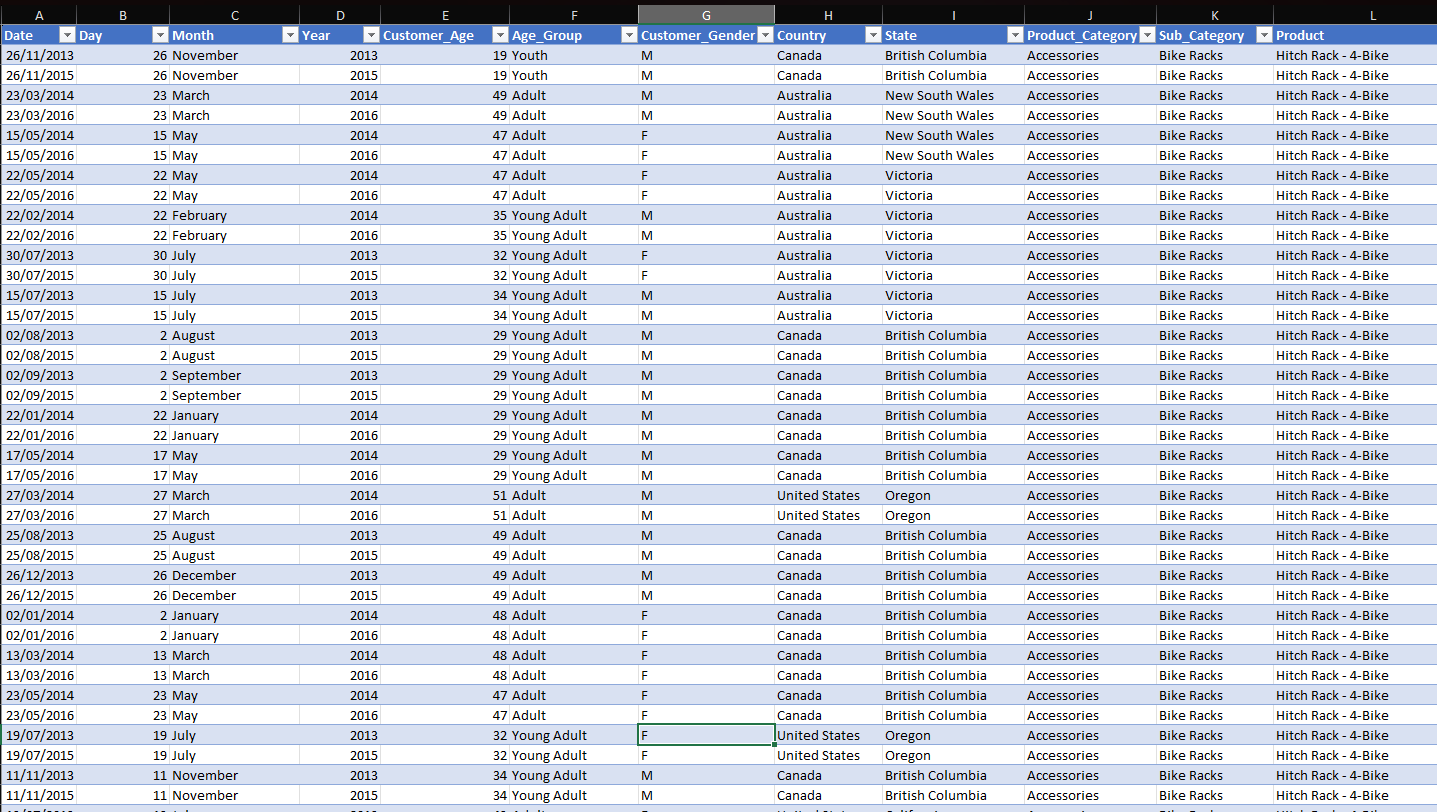 A B C D E F G H I J K L
Date Day Month Year Customer_Age Age_Group Customer_Gender Country State Product_Category Sub_Category Product
26/11/2013 26 November 2013 19 Youth M Canada British Columbia Accessories Bike Racks Hitch Rack - 4-Bike
26/11/2015 26 November 2015 19 Youth M Canada British Columbia Accessories Bike Racks Hitch Rack - 4-Bike
23/03/2014 23 March 2014 49 Adult M Australia New South Wales Accessories Bike Racks Hitch Rack - 4-Bike
23/03/2016 23 March 2016 49 Adult M Australia New South Wales Accessories Bike Racks Hitch Rack - 4-Bike
15/05/2014 15 May 2014 47 Adult F Australia New South Wales Accessories Bike Racks Hitch Rack - 4-Bike
15/05/2016 15 May 2016 47 Adult F Australia New South Wales Accessories Bike Racks Hitch Rack - 4-Bike
22/05/2014 22 May 2014 47 Adult F Australia Victoria Accessories Bike Racks Hitch Rack - 4-Bike
22/05/2016 22 May 2016 47 Adult F Australia Victoria Accessories Bike Racks Hitch Rack - 4-Bike
22/02/2014 22 February 2014 35 Young Adult M Australia Victoria Accessories Bike Racks Hitch Rack - 4-Bike
22/02/2016 22 February 2016 35 Young Adult M Australia Victoria Accessories Bike Racks Hitch Rack - 4-Bike
30/07/2013 30 July 2013 32 Young Adult F Australia Victoria Accessories Bike Racks Hitch Rack - 4-Bike
30/07/2015 30 July 2015 32 Young Adult F Australia Victoria Accessories Bike Racks Hitch Rack - 4-Bike
15/07/2013 15 July 2013 34 Young Adult M Australia Victoria Accessories Bike Racks Hitch Rack - 4-Bike
15/07/2015 15 July 2015 34 Young Adult M Australia Victoria Accessories Bike Racks Hitch Rack - 4-Bike
02/08/2013 2 August 2013 29 Young Adult M Canada British Columbia Accessories Bike Racks Hitch Rack - 4-Bike
02/08/2015 2 August 2015 29 Young Adult M Canada British Columbia Accessories Bike Racks Hitch Rack - 4-Bike
02/09/2013 2 September 2013 29 Young Adult M Canada British Columbia Accessories Bike Racks Hitch Rack - 4-Bike
02/09/2015 2 September 2015 29 Young Adult M Canada British Columbia Accessories Bike Racks Hitch Rack - 4-Bike
22/01/2014 22 January 2014 29 Young Adult M Canada British Columbia Accessories Bike Racks Hitch Rack - 4-Bike
22/01/2016 22 January 2016 29 Young Adult M Canada British Columbia Accessories Bike Racks Hitch Rack - 4-Bike
17/05/2014 17 May 2014 29 Young Adult M Canada British Columbia Accessories Bike Racks Hitch Rack - 4-Bike
17/05/2016 17 May 2016 29 Young Adult M Canada British Columbia Accessories Bike Racks Hitch Rack - 4-Bike
27/03/2014 27 March 2014 51 Adult M United States Oregon Accessories Bike Racks Hitch Rack - 4-Bike
27/03/2016 27 March 2016 51 Adult M United States Oregon Accessories Bike Racks Hitch Rack - 4-Bike
25/08/2013 25 August 2013 49 Adult M Canada British Columbia Accessories Bike Racks Hitch Rack - 4-Bike
25/08/2015 25 August 2015 49 Adult M Canada British Columbia Accessories Bike Racks Hitch Rack - 4-Bike
26/12/2013 26 December 2013 49 Adult M Canada British Columbia Accessories Bike Racks Hitch Rack - 4-Bike
26/12/2015 26 December 2015 49 Adult M Canada British Columbia Accessories Bike Racks Hitch Rack - 4-Bike
02/01/2014 2 January 2014 48 Adult F Canada British Columbia Accessories Bike Racks Hitch Rack - 4-Bike
02/01/2016 2 January 2016 48 Adult F Canada British Columbia Accessories Bike Racks Hitch Rack - 4-Bike
13/03/2014 13 March 2014 48 Adult F Canada British Columbia Accessories Bike Racks Hitch Rack - 4-Bike
13/03/2016 13 March 2016 48 Adult F Canada British Columbia Accessories Bike Racks Hitch Rack - 4-Bike
23/05/2014 23 May 2014 47 Adult F Canada British Columbia Accessories Bike Racks Hitch Rack - 4-Bike
23/05/2016 23 May 2016 47 Adult F Canada British Columbia Accessories Bike Racks Hitch Rack - 4-Bike
19/07/2013 19 July 2013 32 Young Adult F United States Oregon Accessories Bike Racks Hitch Rack - 4-Bike
19/07/2015 19 July 2015 32 Young Adult F United States Oregon Accessories Bike Racks Hitch Rack - 4-Bike
11/11/2013 11 November 2013 34 Young Adult M Canada British Columbia Accessories Bike Racks Hitch Rack - 4-Bike
11/11/2015 11 November 2015 34 Young Adult M Canada British Columbia Accessories Bike Racks Hitch Rack - 4-Bike